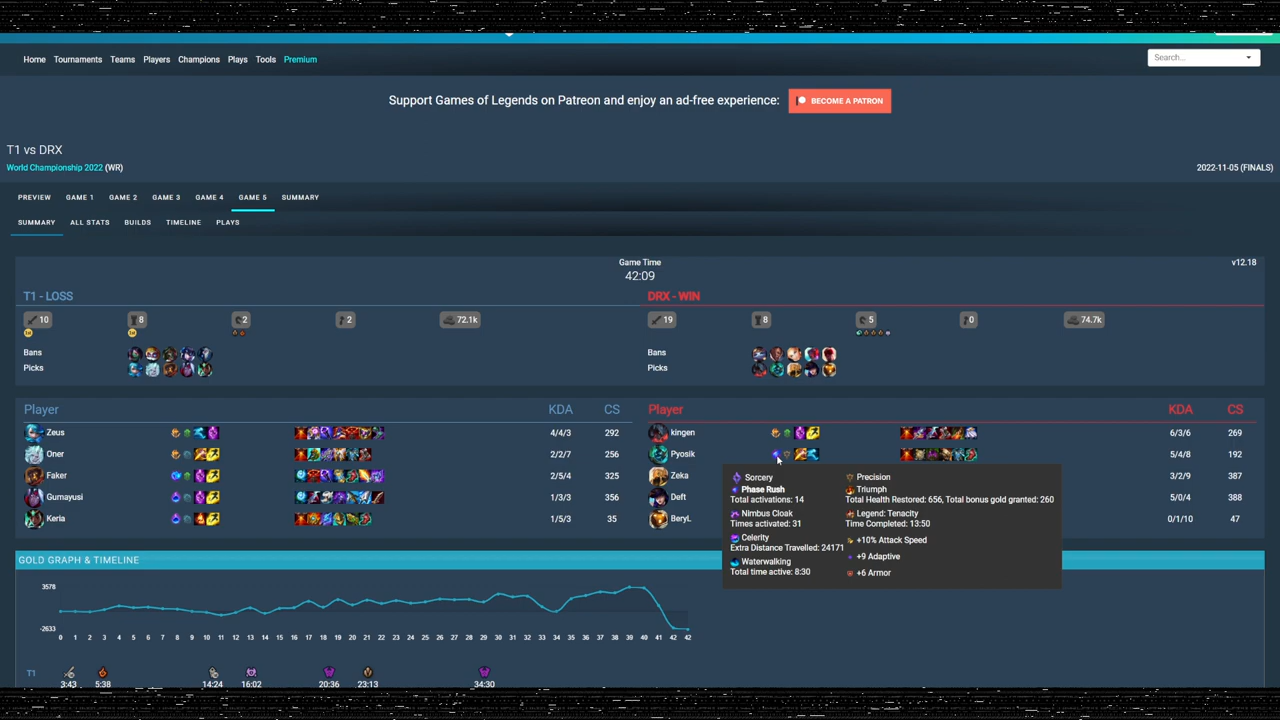 Home Tournaments Teams Players Champions Plays Tools Premium Search...
Support Games of Legends on Patreon and enjoy an ad-free experience: BECOME A PATRON
T1 vs DRX
World Championship 2022 (WR) 2022-11-05 (FINALS)
PREVIEW GAME 1 GAME 2 GAME 3 GAME 4 GAME 5 SUMMARY
SUMMARY ALL STATS BUILDS TIMELINE PLAYS
Game Time v12.18
42:09
T1 - LOSS DRX - WIN
10 8 2 2 72.1k 19 8 5 0 74.7k
Bans Bans
Picks Picks
Player KDA CS Player KDA CS
Zeus 4/4/3 292 kingen 6/3/6 269
Oner 2/2/7 256 Pyosik 5/4/8 192
Faker 2/5/4 325 Zeka 3/2/9 387
Gumayusi 1/3/3 356 Deft 5/0/4 388
Keria 1/5/3 35 BeryL 0/1/10 47
Sorcery Precision
Phase Rush Triumph
Total activations: 14 Total Health Restored: 656, Total bonus gold granted: 260
Nimbus Cloak Legend: Tenacity
Times activated: 31 Time Completed: 13:50
Celerity +10% Attack Speed
Extra Distance Travelled: 24171
Waterwalking +9 Adaptive
Total time active: 8:30 +6 Armor
GOLD GRAPH & TIMELINE
3578
-2633
0 1 2 3 4 5 6 7 8 9 10 11 12 13 14 15 16 17 18 19 20 21 22 23 24 25 26 27 28 29 30 31 32 33 34 35 36 37 38 39 40 41 42 42
T1
3:43 5:38 14:24 16:02 20:36 23:13 34:30